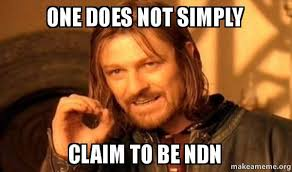 ONE DOES NOT SIMPLY
CLAIM TO BE NDN
makeameme.org